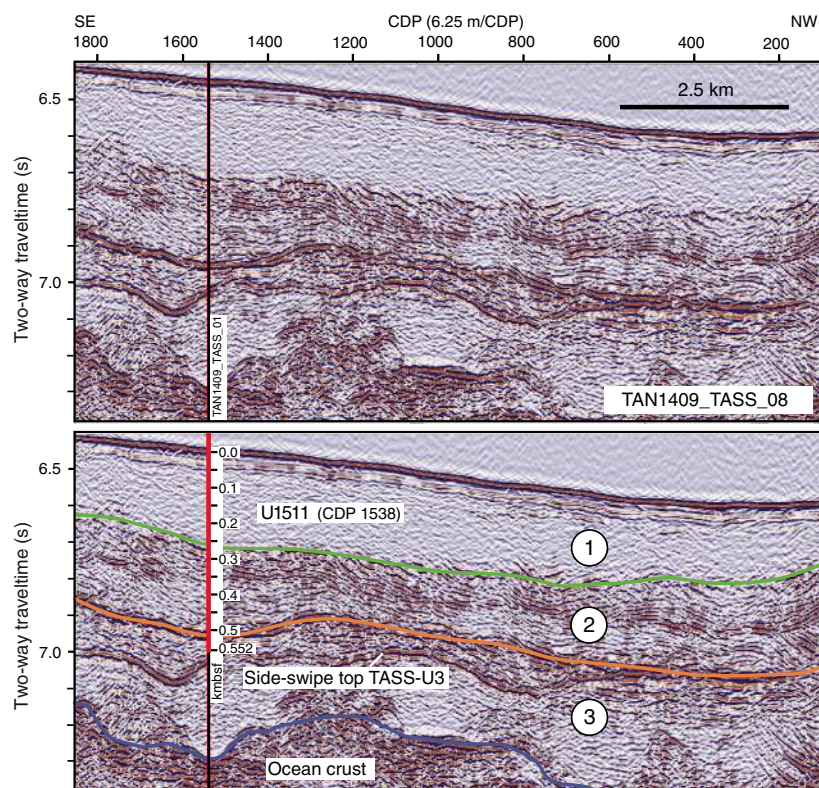 SE CDP (6.25 m/CDP) NW
1800 1600 1400 1200 1000 800 600 400 200
2.5 km
6.5
7.0
Two-way traveltime (s)
TAN1409_TASS_01
TAN1409_TASS_08
6.5
7.0
Two-way traveltime (s)
0.0
0.1
0.2
0.3
0.4
0.5
0.552
kmbsf
U1511 (CDP 1538)
1
2
3
Side-swipe top TASS-U3
Ocean crust